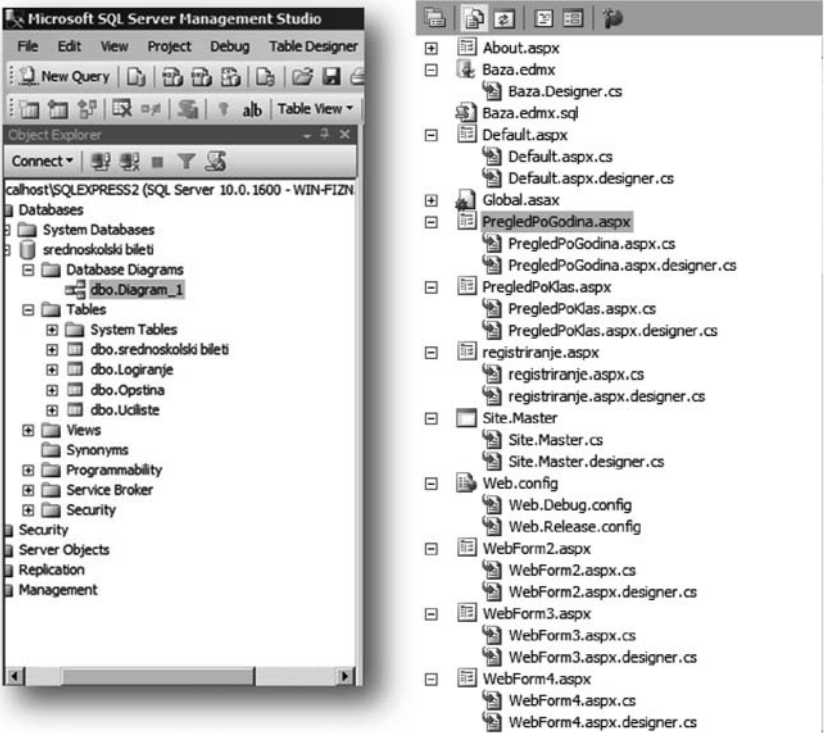 Microsoft SQL Server Management Studio
File Edit View Project Debug Table Designer
New Query
alb Table View
Object Explorer
Connect
calhost\SQLEXPRESS2 (SQL Server 10.0.1600 - WIN-FIZN
Databases
System Databases
srednoskolski bileti
Database Diagrams
dbo.Diagram_1
Tables
System Tables
dbo.srednoskolski bileti
dbo.Logiranje
dbo.Opstina
dbo.Uciliste
Views
Synonyms
Programmability
Service Broker
Security
Security
Server Objects
Replication
Management
About.aspx
Baza.edmx
Baza.Designer.cs
Baza.edmx.sql
Default.aspx
Default.aspx.cs
Default.aspx.designer.cs
Global.asax
PregledPoGodina.aspx
PregledPoGodina.aspx.cs
PregledPoGodina.aspx.designer.cs
PregledPoKlas.aspx
PregledPoKlas.aspx.cs
PregledPoKlas.aspx.designer.cs
registriranje.aspx
registriranje.aspx.cs
registriranje.aspx.designer.cs
Site.Master
Site.Master.cs
Site.Master.designer.cs
Web.config
Web.Debug.config
Web.Release.config
WebForm2.aspx
WebForm2.aspx.cs
WebForm2.aspx.designer.cs
WebForm3.aspx
WebForm3.aspx.cs
WebForm3.aspx.designer.cs
WebForm4.aspx
WebForm4.aspx.cs
WebForm4.aspx.designer.cs